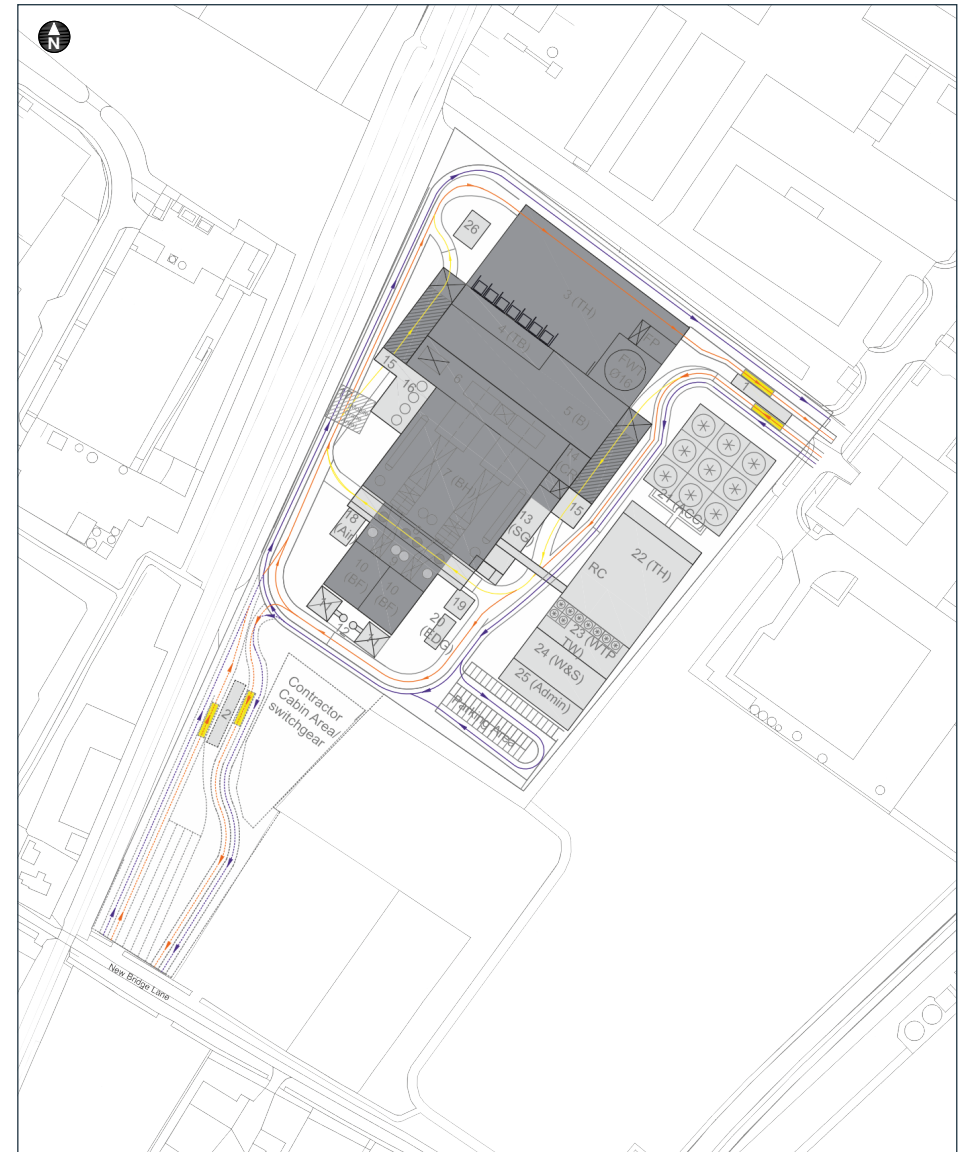 N
26
3 (TH)
FP
FWT
Ø16
4 (TB)
1
15
16
6
5 (B)
7 (BH)
15
13
(SG)
21 (ACC)
22 (TH)
RC
18
(Air)
10
(BF)
10
(BF)
19
20
(EDG)
12
23 (WTP
TW)
24 (W&S)
25 (Admin)
Parking Area
Contractor
Cabin Area/
switchgear
2
New Bridge Lane